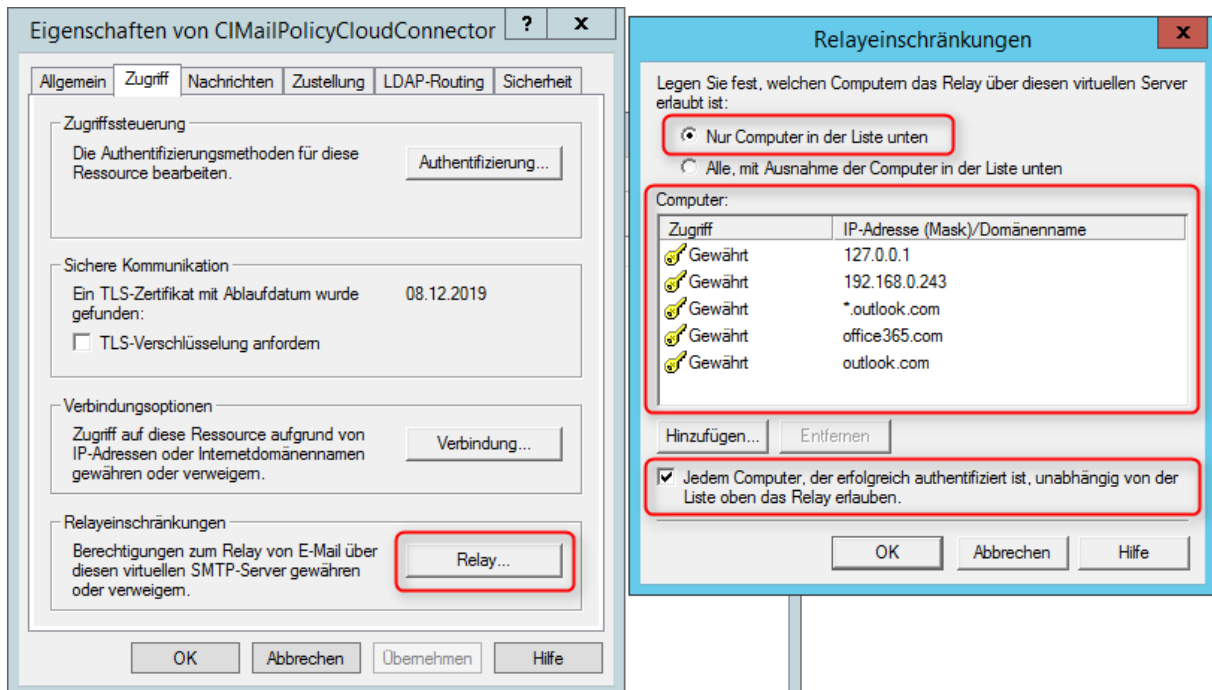 Eigenschaften von CIMailPolicyCloudConnector ? x
Allgemein Zugriff Nachrichten Zustellung LDAP-Routing Sicherheit
Zugriffssteuerung
Die Authentifizierungsmethoden für diese
Ressource bearbeiten.
Authentifizierung...
Sichere Kommunikation
Ein TLS-Zertifikat mit Ablaufdatum wurde
gefunden:
08.12.2019
TLS-Verschlüsselung anfordern
Verbindungsoptionen
Zugriff auf diese Ressource aufgrund von
IP-Adressen oder Internetdomänennamen
gewähren oder verweigern.
Verbindung...
Relayeinschränkungen
Berechtigungen zum Relay von E-Mail über
diesen virtuellen SMTP-Server gewähren
oder verweigern.
Relay...
OK Abbrechen Übernehmen Hilfe
Relayeinschränkungen x
Legen Sie fest, welchen Computern das Relay über diesen virtuellen Server
erlaubt ist:
Nur Computer in der Liste unten
Alle, mit Ausnahme der Computer in der Liste unten
Computer:
Zugriff IP-Adresse (Mask)/Domänenname
Gewährt 127.0.0.1
Gewährt 192.168.0.243
Gewährt *.outlook.com
Gewährt office365.com
Gewährt outlook.com
Hinzufügen... Entfernen
Jedem Computer, der erfolgreich authentifiziert ist, unabhängig von der
Liste oben das Relay erlauben.
OK Abbrechen Hilfe